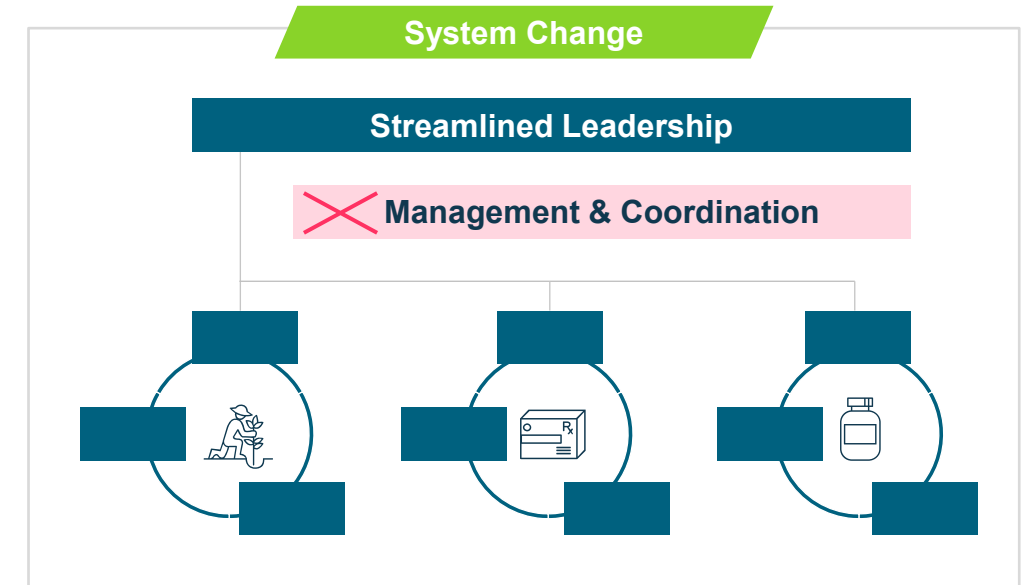 System Change
Streamlined Leadership
Management & Coordination
Rx